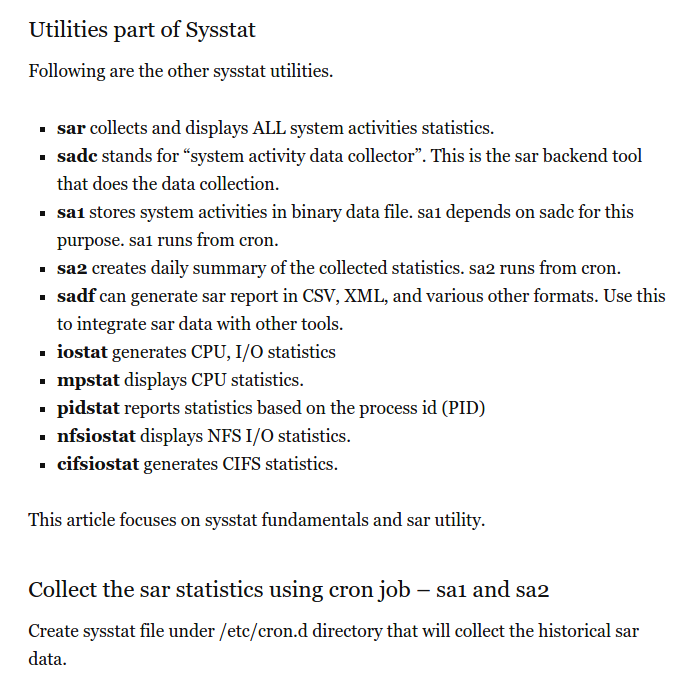 Utilities part of Sysstat
Following are the other sysstat utilities.
sar collects and displays ALL system activities statistics.
sadc stands for “system activity data collector”. This is the sar backend tool
that does the data collection.
sa1 stores system activities in binary data file. sa1 depends on sadc for this
purpose. sa1 runs from cron.
sa2 creates daily summary of the collected statistics. sa2 runs from cron.
sadf can generate sar report in CSV, XML, and various other formats. Use this
to integrate sar data with other tools.
iostat generates CPU, I/O statistics
mpstat displays CPU statistics.
pidstat reports statistics based on the process id (PID)
nfsiostat displays NFS I/O statistics.
cifsiostat generates CIFS statistics.
This article focuses on sysstat fundamentals and sar utility.
Collect the sar statistics using cron job – sa1 and sa2
Create sysstat file under /etc/cron.d directory that will collect the historical sar
data.